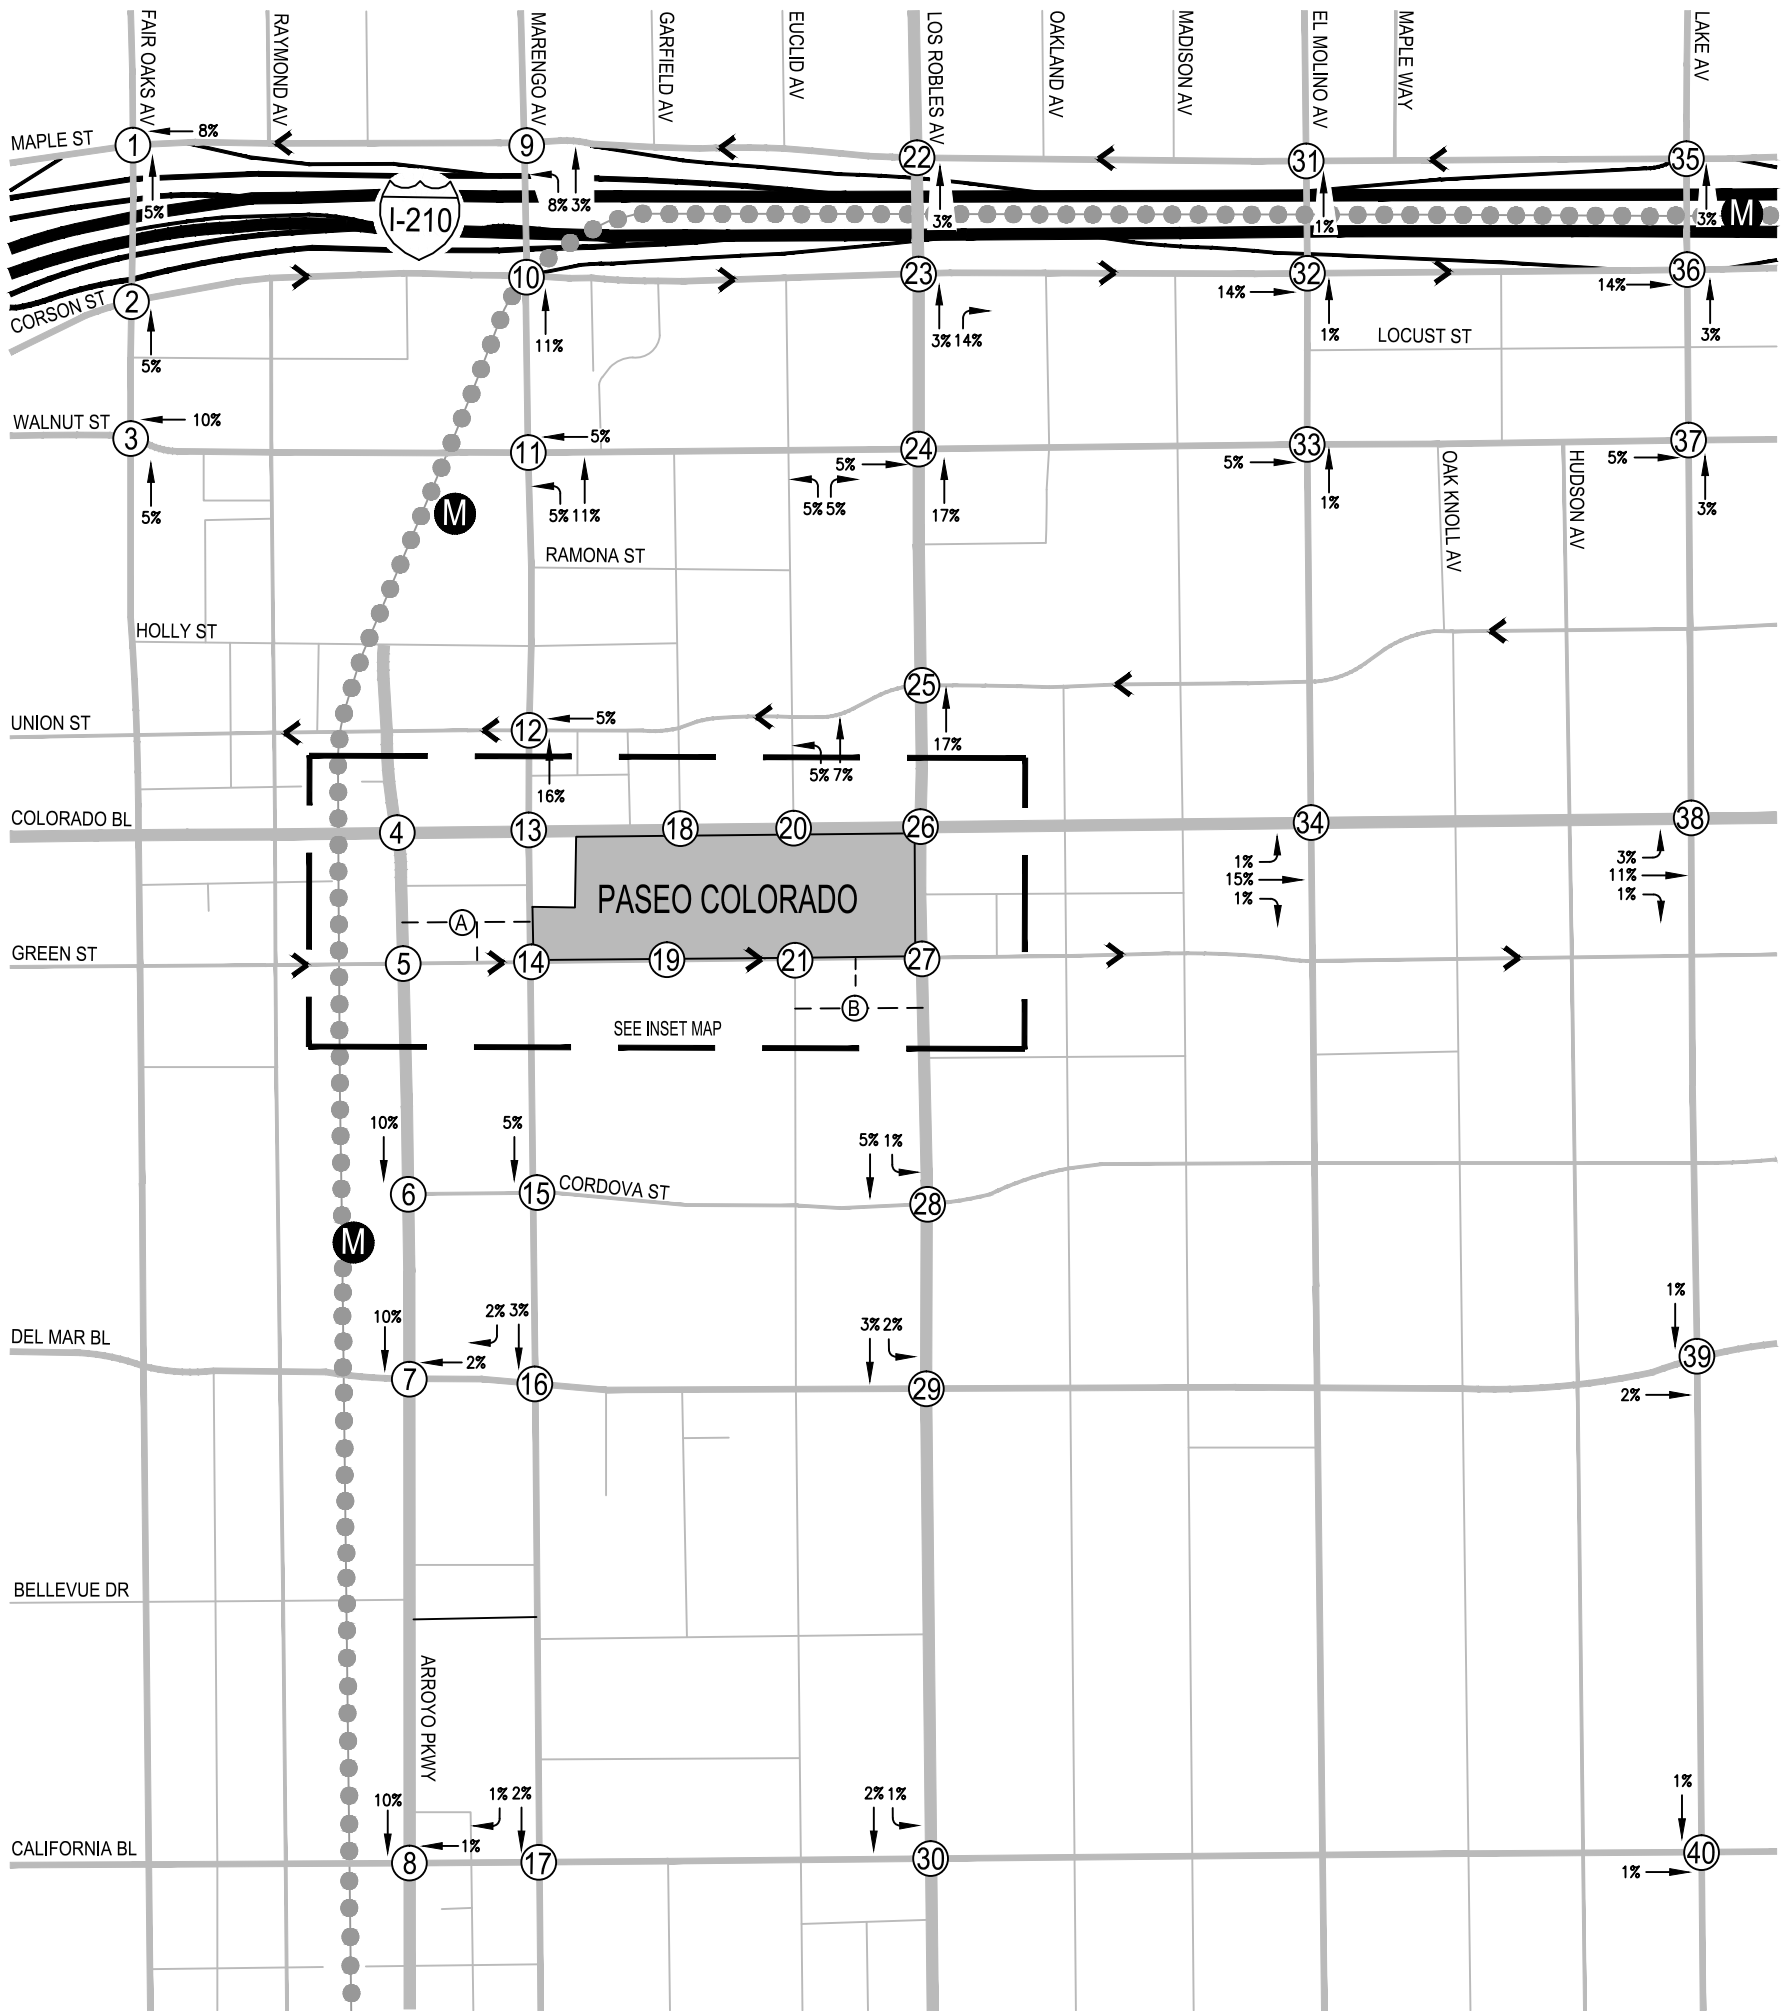 FAIR OAKS AV
RAYMOND AV
MARENGO AV
GARFIELD AV
EUCLID AV
LOS ROBLES AV
OAKLAND AV
MADISON AV
EL MOLINO AV
MAPLE WAY
LAKE AV
MAPLE ST
1
8%
9
22
31
35
5%
I-210
8% 3%
3%
1%
3%
M
CORSON ST
2
10
23
32
36
14%
14%
5%
11%
3% 14%
1%
LOCUST ST
3%
WALNUT ST
10%
3
11
5%
24
5%
33
5%
37
5%
5%
M
5% 11%
5% 5%
17%
1%
3%
OAK KNOLL AV
HUDSON AV
RAMONA ST
HOLLY ST
25
UNION ST
12
5%
17%
16%
5% 7%
COLORADO BL
4
13
18
20
26
34
38
1%
15%
1%
3%
11%
1%
PASEO COLORADO
A
GREEN ST
5
14
19
21
27
B
SEE INSET MAP
10%
5%
5% 1%
6
15
CORDOVA ST
28
M
DEL MAR BL
10%
2% 3%
3% 2%
1%
7
2%
16
29
39
2%
BELLEVUE DR
ARROYO PKWY
CALIFORNIA BL
10%
1% 2%
2% 1%
1%
8
1%
17
30
40
1%